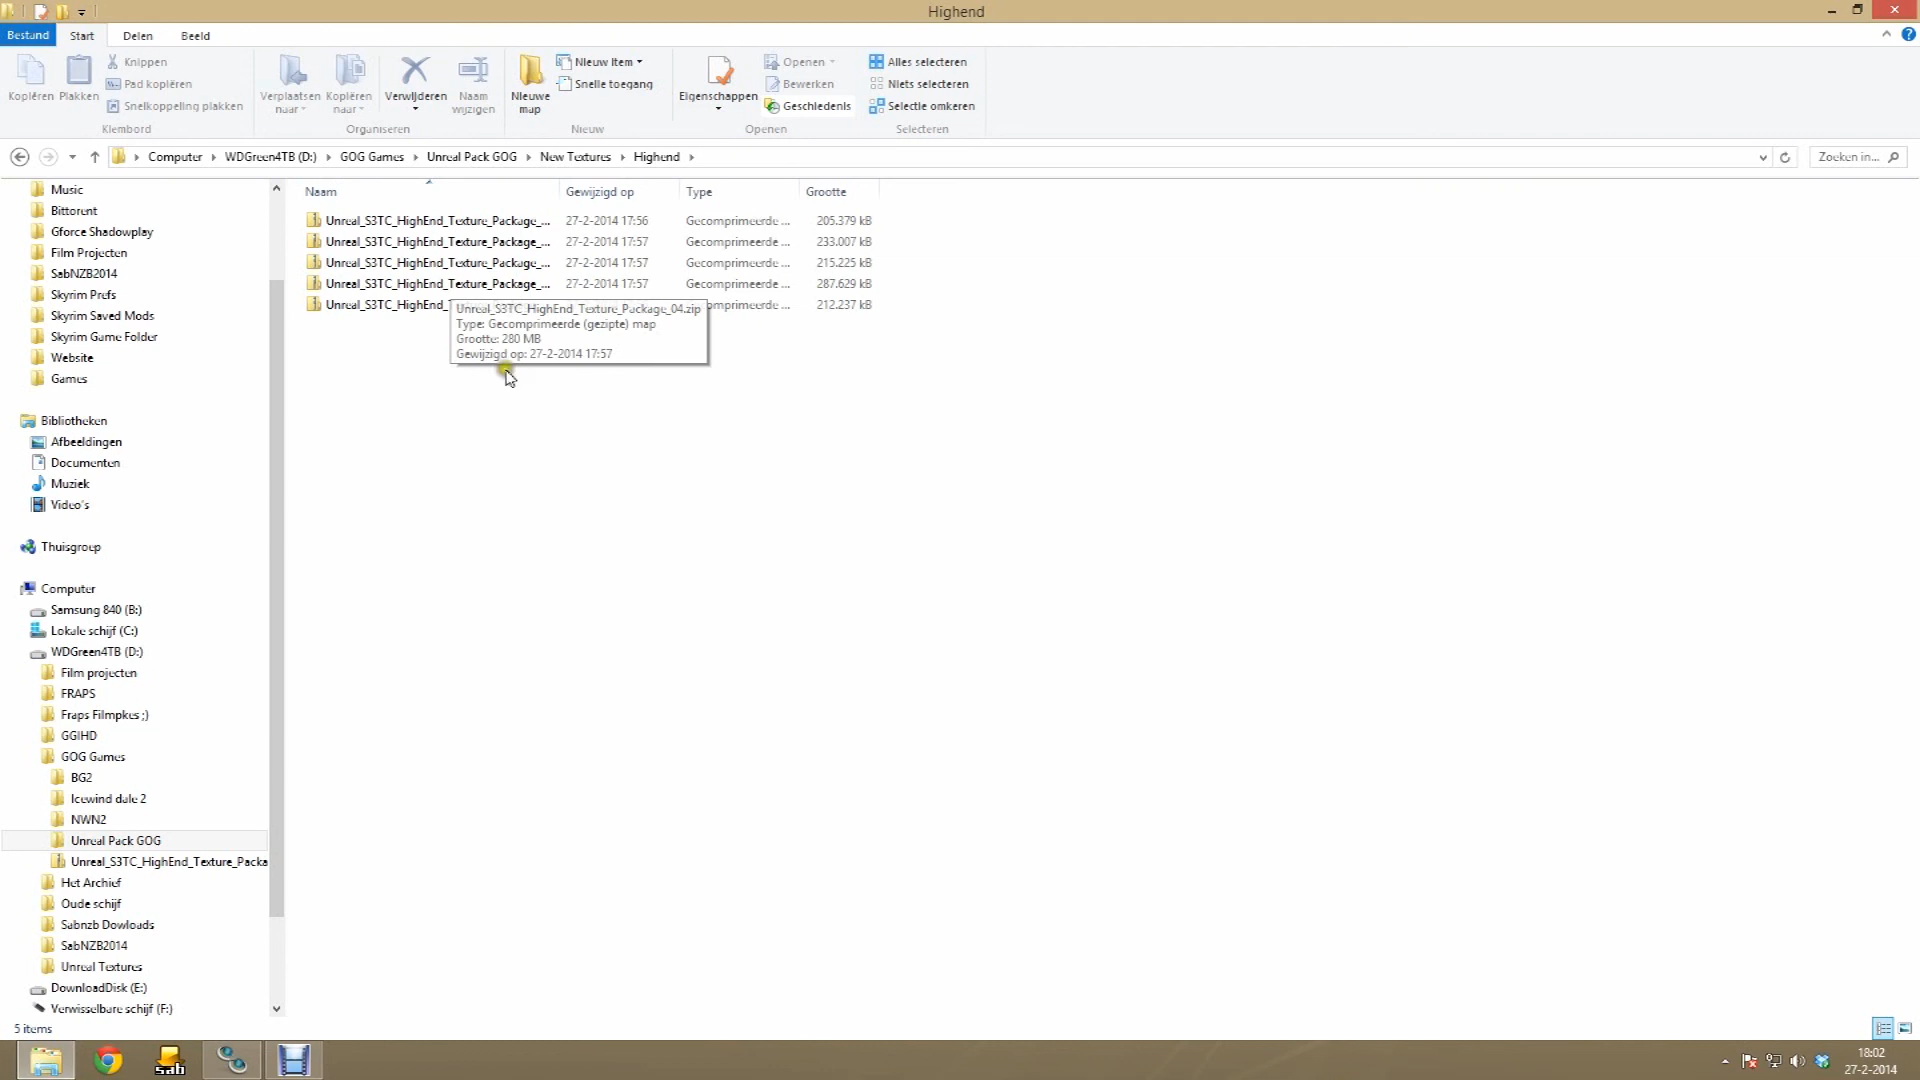 Highend
Bestand Start Delen Beeld
Kopiëren Plakken Knippen Pad kopiëren Snelkoppeling plakken
Verplaatsen naar Kopiëren naar Verwijderen Naam wijzigen
Nieuwe map Nieuw item Snelle toegang
Eigenschappen Openen Bewerken Geschiedenis
Alles selecteren Niets selecteren Selectie omkeren
Klembord Organiseren Nieuw Openen Selecteren
Computer WDGreen4TB (D:) GOG Games Unreal Pack GOG New Textures Highend Zoeken in...
Naam Gewijzigd op Type Grootte
Unreal_S3TC_HighEnd_Texture_Package_... 27-2-2014 17:56 Gecomprimeerde ... 205.379 kB
Unreal_S3TC_HighEnd_Texture_Package_... 27-2-2014 17:57 Gecomprimeerde ... 233.007 kB
Unreal_S3TC_HighEnd_Texture_Package_... 27-2-2014 17:57 Gecomprimeerde ... 215.225 kB
Unreal_S3TC_HighEnd_Texture_Package_... 27-2-2014 17:57 Gecomprimeerde ... 287.629 kB
Unreal_S3TC_HighEnd_ omprimeerde ... 212.237 kB
Unreal_S3TC_HighEnd_Texture_Package_04.zip
Type: Gecomprimeerde (gezipte) map
Grootte: 280 MB
Gewijzigd op: 27-2-2014 17:57
Music
Bittorent
Gforce Shadowplay
Film Projecten
SabNZB2014
Skyrim Prefs
Skyrim Saved Mods
Skyrim Game Folder
Website
Games
Bibliotheken
Afbeeldingen
Documenten
Muziek
Video's
Thuisgroep
Computer
Samsung 840 (B:)
Lokale schijf (C:)
WDGreen4TB (D:)
Film projecten
FRAPS
Fraps Filmpkes ;)
GGIHD
GOG Games
BG2
Icewind dale 2
NWN2
Unreal Pack GOG
Unreal_S3TC_HighEnd_Texture_Packa
Het Archief
Oude schijf
Sabnzb Dowloads
SabNZB2014
Unreal Textures
DownloadDisk (E:)
Verwisselbare schijf (F:)
5 items
sab
18:02
27-2-2014